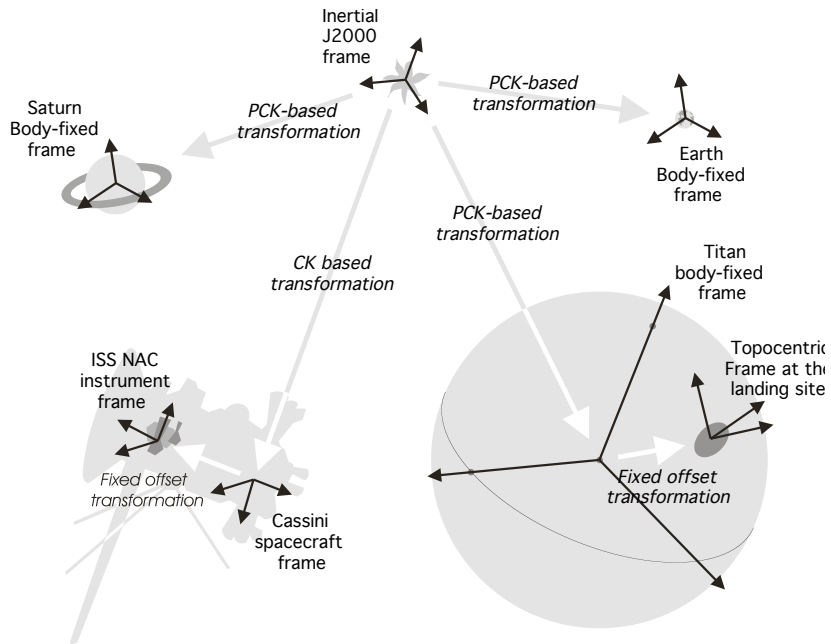 Inertial
J2000
frame
PCK-based
transformation
PCK-based
transformation
Saturn
Body-fixed
frame
Earth
Body-fixed
frame
PCK-based
transformation
CK based
transformation
Titan
body-fixed
frame
ISS NAC
instrument
frame
Topocentric
Frame at the
landing site
Fixed offset
transformation
Fixed offset
transformation
Cassini
spacecraft
frame